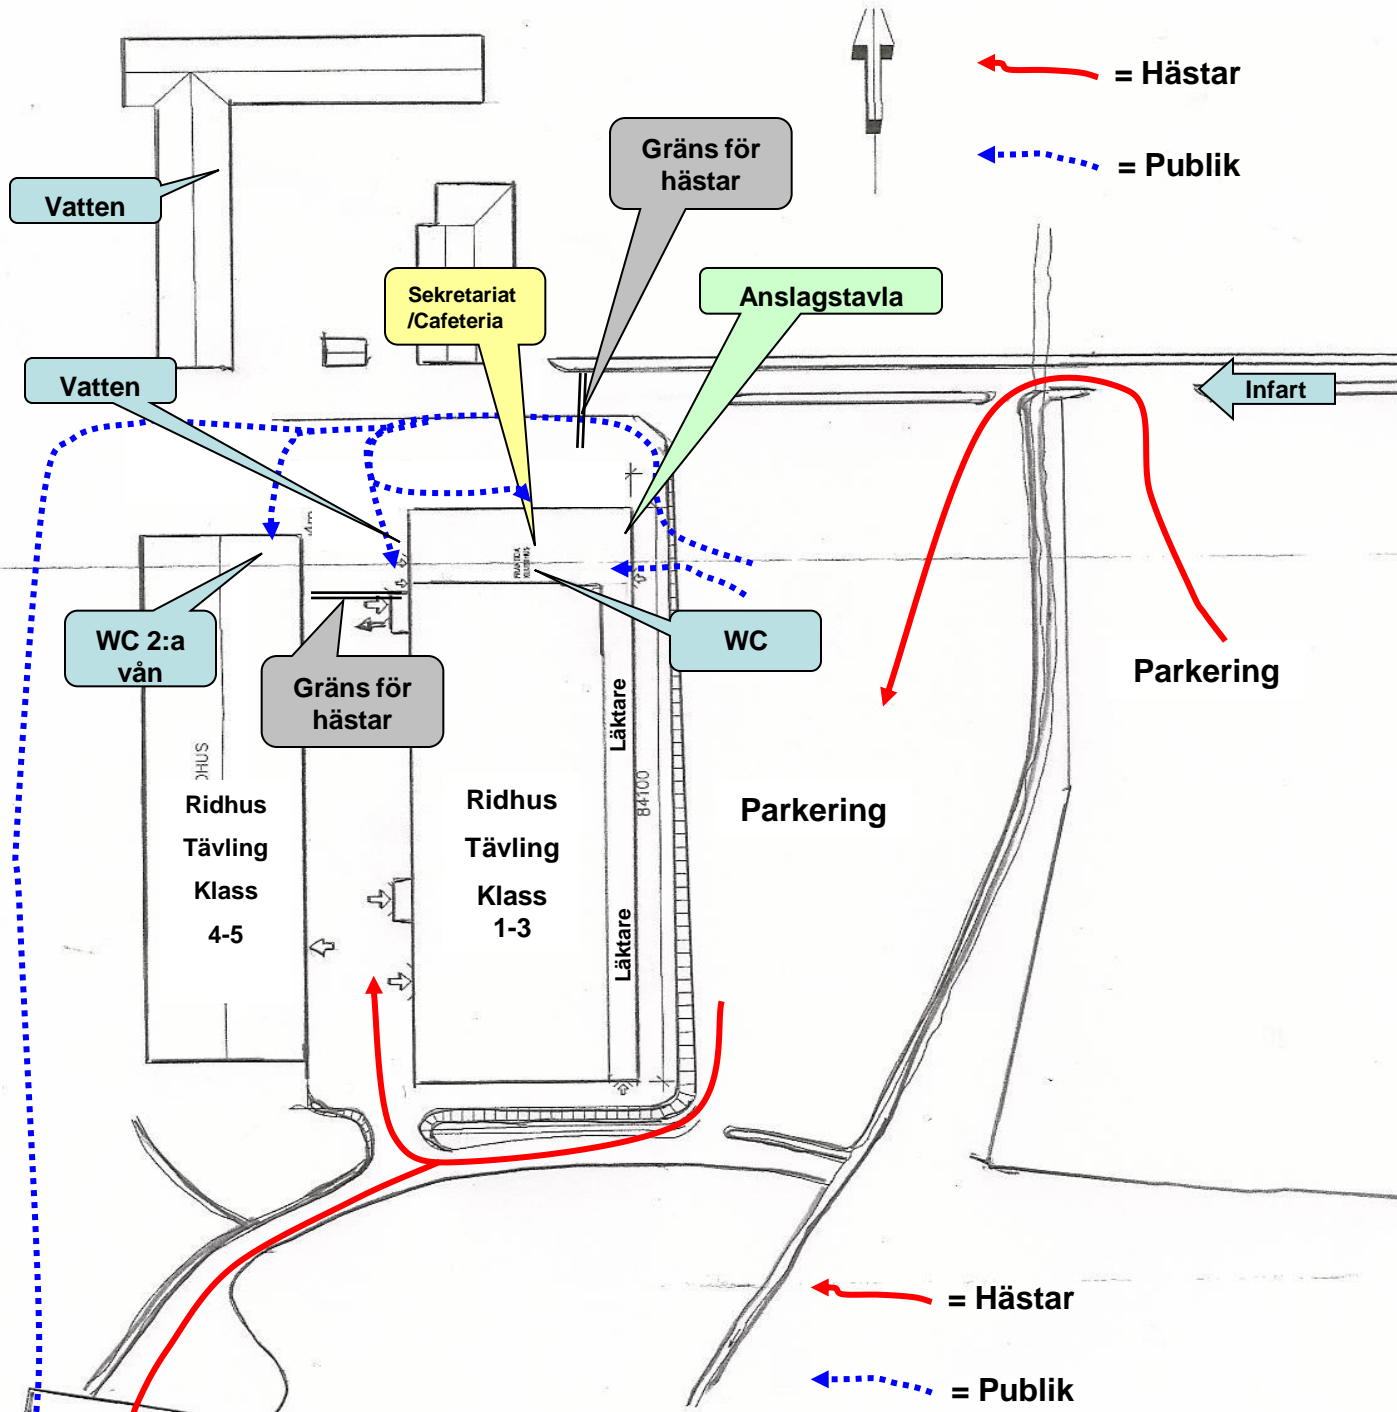 = Hästar
= Publik
Gräns för
hästar
Vatten
Sekretariat
/Cafeteria
Anslagstavla
Vatten
Infart
WC 2:a
vån
Gräns för
hästar
WC
Parkering
Läktare
DHUS
Ridhus
Tävling
Klass
4-5
Ridhus
Tävling
Klass
1-3
84100
Parkering
Läktare
= Hästar
= Publik